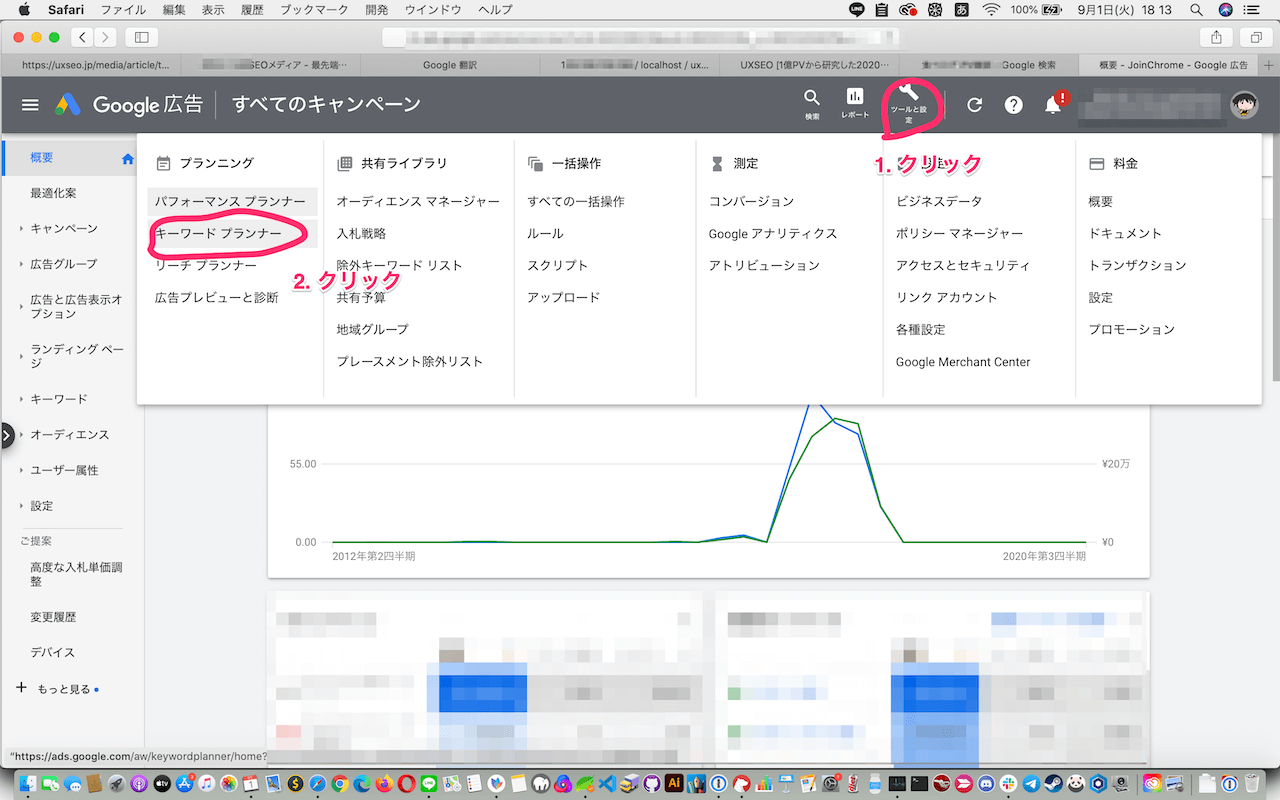 Safari ファイル 編集 表示 履歴 ブックマーク 開発 ウインドウ ヘルプ
100% 9月1日(火) 18 13
https://uxseo.jp/media/article/t...
SEOメディア - 最先端…
Google 翻訳
/ localhost / ux...
UXSEO [1億PVから研究した2020…
Google 検索
概要 - JoinChrome - Google 広告
Google 広告
すべてのキャンペーン
検索
レポート
ツールと設
定
1. クリック
概要
最適化案
キャンペーン
広告グループ
広告と広告表示オ
プション
ランディング ペー
ジ
キーワード
オーディエンス
ユーザー属性
設定
ご提案
高度な入札単価調
整
変更履歴
デバイス
もっと見る
プランニング
パフォーマンス プランナー
キーワード プランナー
リーチ プランナー
広告プレビューと診断
2. クリック
共有ライブラリ
オーディエンス マネージャー
入札戦略
除外キーワード リスト
共有予算
地域グループ
プレースメント除外リスト
一括操作
すべての一括操作
ルール
スクリプト
アップロード
測定
コンバージョン
Google アナリティクス
アトリビューション
ビジネスデータ
ポリシー マネージャー
アクセスとセキュリティ
リンク アカウント
各種設定
Google Merchant Center
料金
概要
ドキュメント
トランザクション
設定
プロモーション
55.00
¥20万
0.00
¥0
2012年第2四半期
2020年第3四半期
"https://ads.google.com/aw/keywordplanner/home?